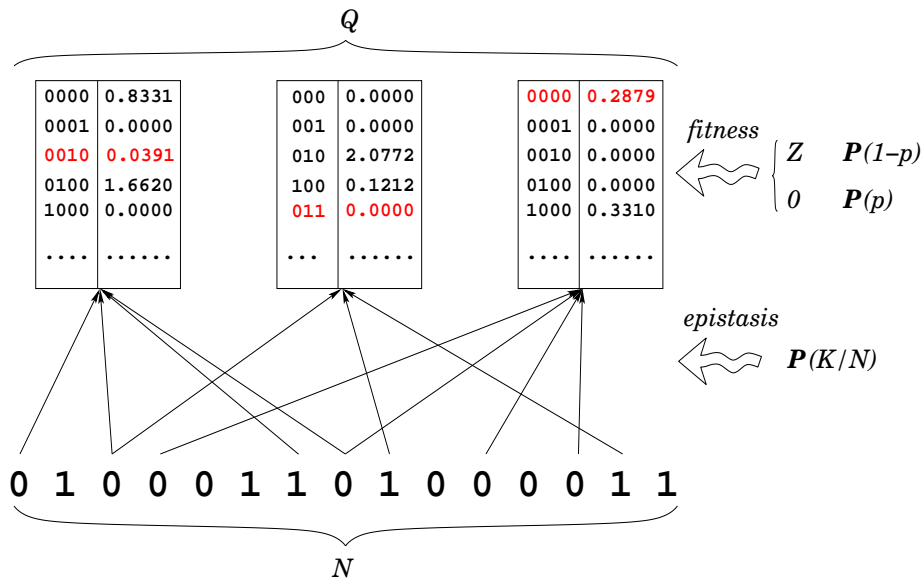 Q
0000 0.8331
0001 0.0000
0010 0.0391
0100 1.6620
1000 0.0000
.... ......
000 0.0000
001 0.0000
010 2.0772
100 0.1212
011 0.0000
... ......
0000 0.2879
0001 0.0000
0010 0.0000
0100 0.0000
1000 0.3310
.... ......
fitness
Z P(1–p)
0 P(p)
epistasis
P(K/N)
0 1 0 0 0 1 1 0 1 0 0 0 0 1 1
N